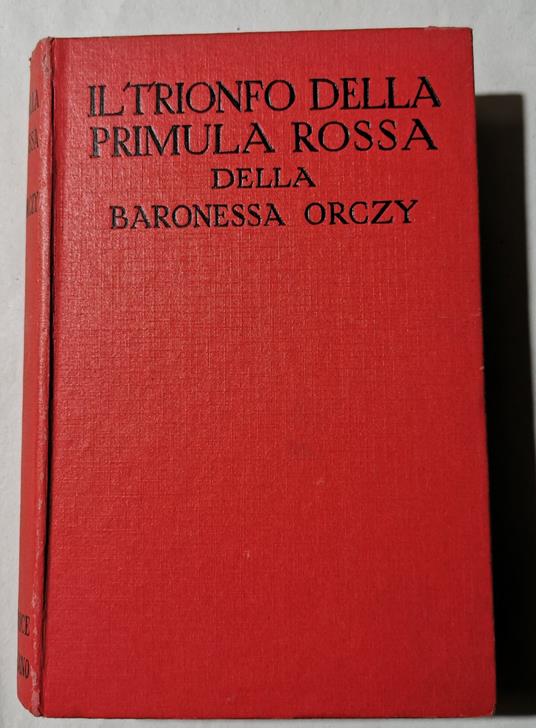 IL TRIONFO DELLA
PRIMULA ROSSA
DELLA
BARONESSA ORCZY